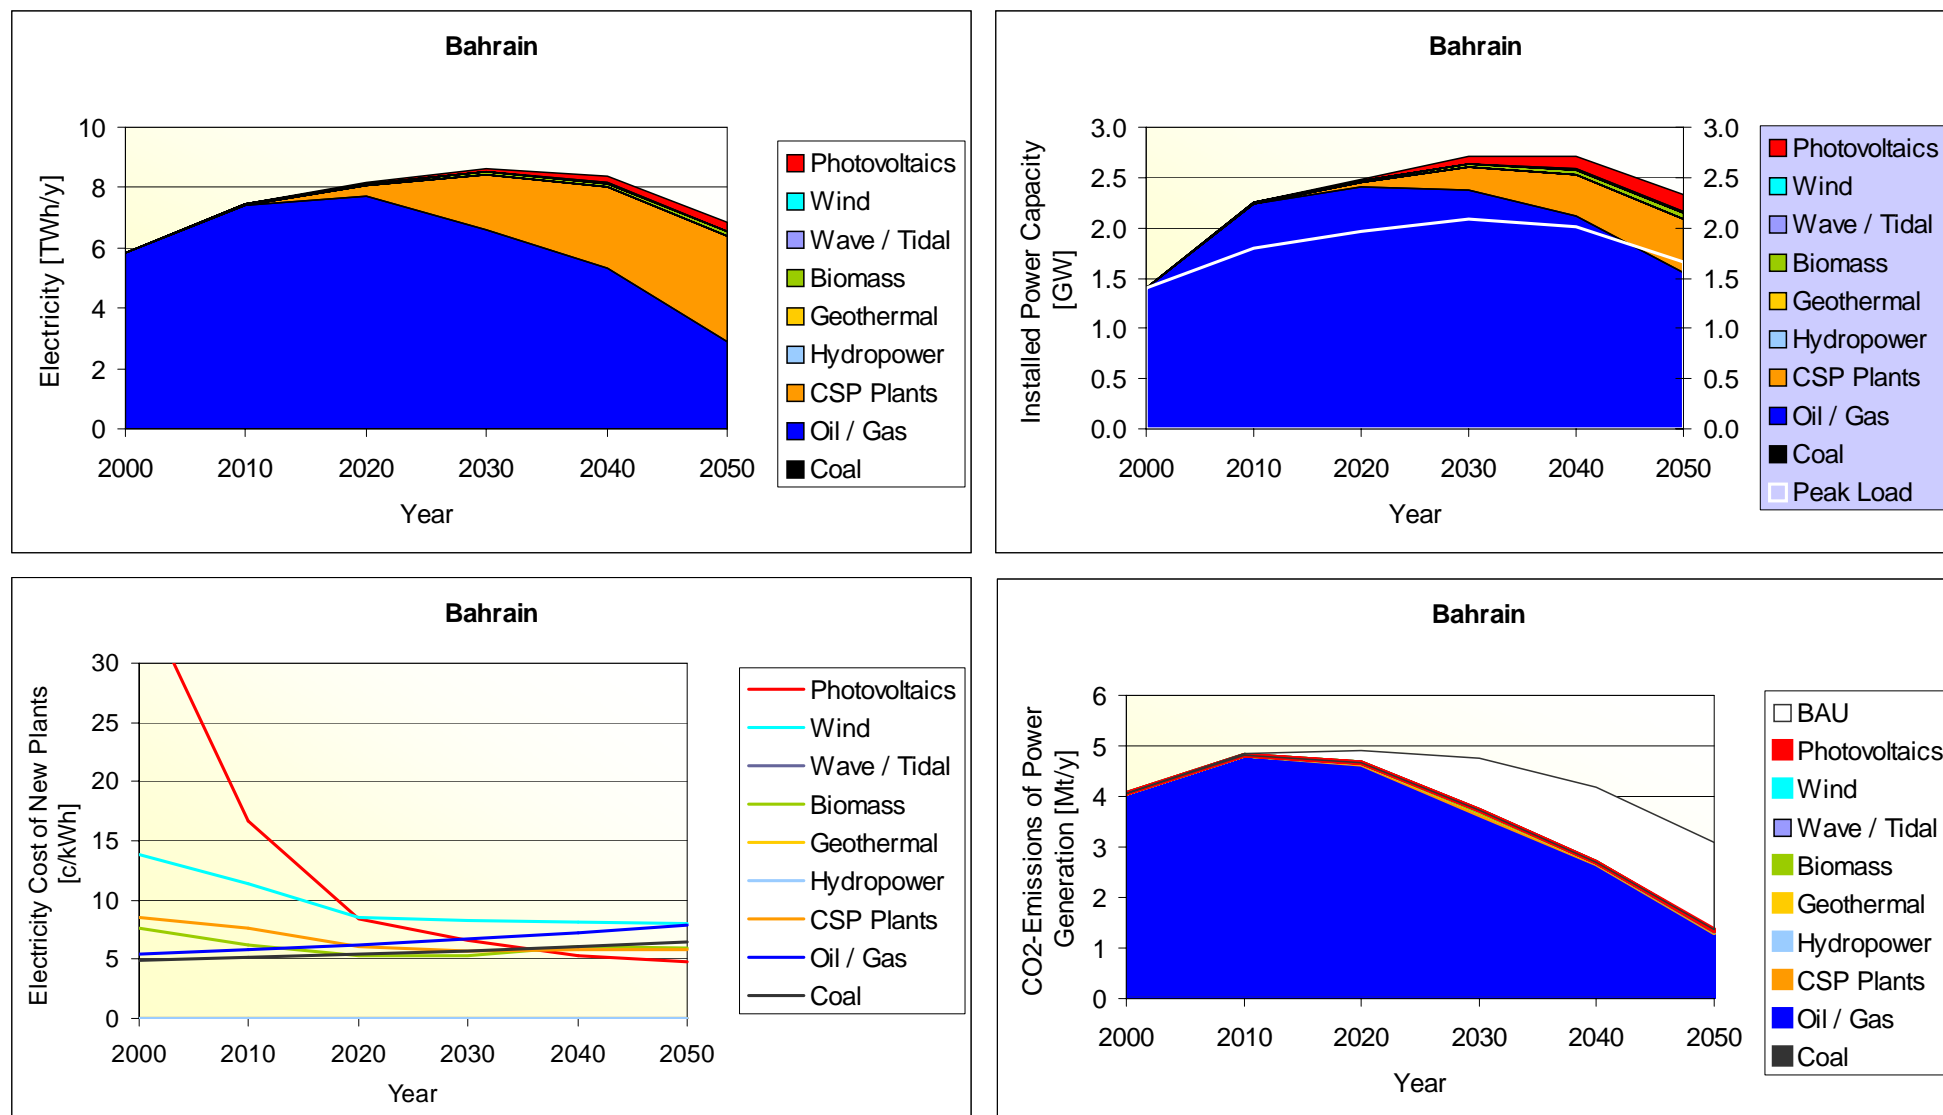 Bahrain
Electricity [TWh/y]
10
8
6
4
2
0
2000 2010 2020 2030 2040 2050
Year
Photovoltaics
Wind
Wave / Tidal
Biomass
Geothermal
Hydropower
CSP Plants
Oil / Gas
Coal
Bahrain
Installed Power Capacity
[GW]
3.0 3.0
2.5 2.5
2.0 2.0
1.5 1.5
1.0 1.0
0.5 0.5
0.0 0.0
2000 2010 2020 2030 2040 2050
Year
Photovoltaics
Wind
Wave / Tidal
Biomass
Geothermal
Hydropower
CSP Plants
Oil / Gas
Coal
Peak Load
Bahrain
Electricity Cost of New Plants
[c/kWh]
30
25
20
15
10
5
0
2000 2010 2020 2030 2040 2050
Year
Photovoltaics
Wind
Wave / Tidal
Biomass
Geothermal
Hydropower
CSP Plants
Oil / Gas
Coal
Bahrain
CO2-Emissions of Power
Generation [Mt/y]
6
5
4
3
2
1
0
2000 2010 2020 2030 2040 2050
Year
BAU
Photovoltaics
Wind
Wave / Tidal
Biomass
Geothermal
Hydropower
CSP Plants
Oil / Gas
Coal